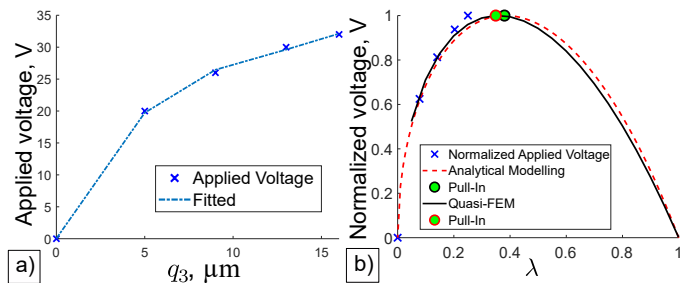 35
30
25
20
15
10
5
0
Applied voltage, V
Applied Voltage
Fitted
0
5
10
15
q₃, μm
a)
1
0.8
0.6
0.4
0.2
0
Normalized voltage, V
Normalized Applied Voltage
Analytical Modelling
Pull-In
Quasi-FEM
Pull-In
0
0.2
0.4
0.6
0.8
1
λ
b)